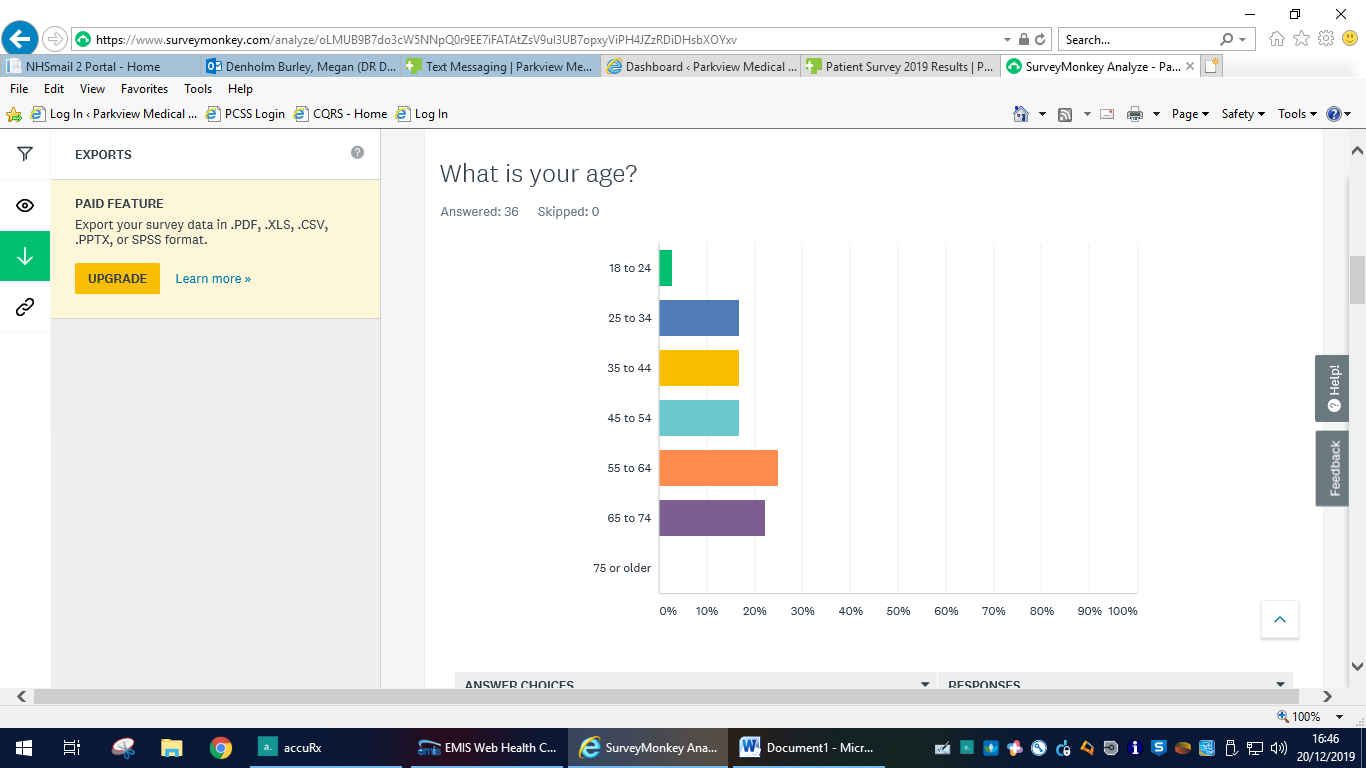 https://www.surveymonkey.com/analyze/oLMUB9B7do3cW5NNpQ0r9EE7iFATAtZsV9ul3UB7opxyViPH4JZzRDiDHsbXOYxv
Search...
NHSmail 2 Portal - Home
Denholm Burley, Megan (DR D...
Text Messaging | Parkview Me...
Dashboard ‹ Parkview Medical ...
Patient Survey 2019 Results | P...
SurveyMonkey Analyze - Pa...
File Edit View Favorites Tools Help
Log In ‹ Parkview Medical ...
PCSS Login
CQRS - Home
Log In
Page
Safety
Tools
EXPORTS
PAID FEATURE
Export your survey data in .PDF, .XLS, .CSV,
.PPTX, or SPSS format.
UPGRADE
Learn more »
What is your age?
Answered: 36 Skipped: 0
18 to 24
25 to 34
35 to 44
45 to 54
55 to 64
65 to 74
75 or older
0% 10% 20% 30% 40% 50% 60% 70% 80% 90% 100%
Help!
Feedback
ANSWER CHOICES
RESPONSES
100%
a. accuRx
emis EMIS Web Health C...
SurveyMonkey Ana...
Document1 - Micr...
16:46
20/12/2019